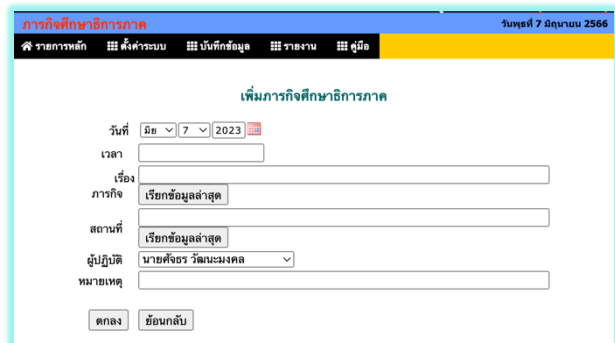 ภารกิจศึกษาธิการภาค วันพุธที่ 7 มิถุนายน 2566
รายการหลัก ตั้งค่าระบบ บันทึกข้อมูล รายงาน คู่มือ
เพิ่มภารกิจศึกษาธิการภาค
วันที่ มิย 7 2023
เวลา
เรื่อง
ภารกิจ เรียกข้อมูลล่าสุด
สถานที่
เรียกข้อมูลล่าสุด
ผู้ปฏิบัติ นายศัจธร วัฒนะมงคล
หมายเหตุ
ตกลง ย้อนกลับ